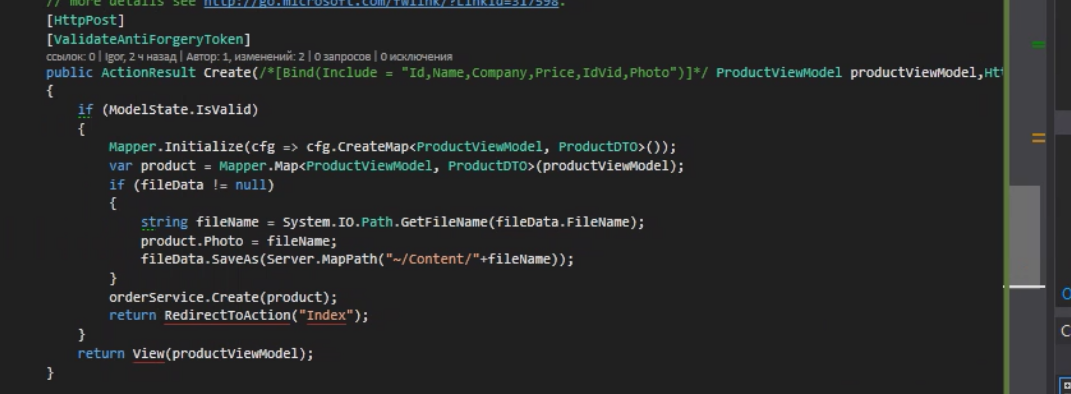 // more details see http://go.microsoft.com/fwlink/?LinkId=317598.
[HttpPost]
[ValidateAntiForgeryToken]
ссылок: 0 | Igor, 2 ч назад | Автор: 1, изменений: 2 | 0 запросов | 0 исключения
public ActionResult Create(/*[Bind(Include = "Id,Name,Company,Price,IdVid,Photo")]*/ ProductViewModel productViewModel,Htt
{
if (ModelState.IsValid)
{
Mapper.Initialize(cfg => cfg.CreateMap<ProductViewModel, ProductDTO>());
var product = Mapper.Map<ProductViewModel, ProductDTO>(productViewModel);
if (fileData != null)
{
string fileName = System.IO.Path.GetFileName(fileData.FileName);
product.Photo = fileName;
fileData.SaveAs(Server.MapPath("~/Content/"+fileName));
}
orderService.Create(product);
return RedirectToAction("Index");
}
return View(productViewModel);
}